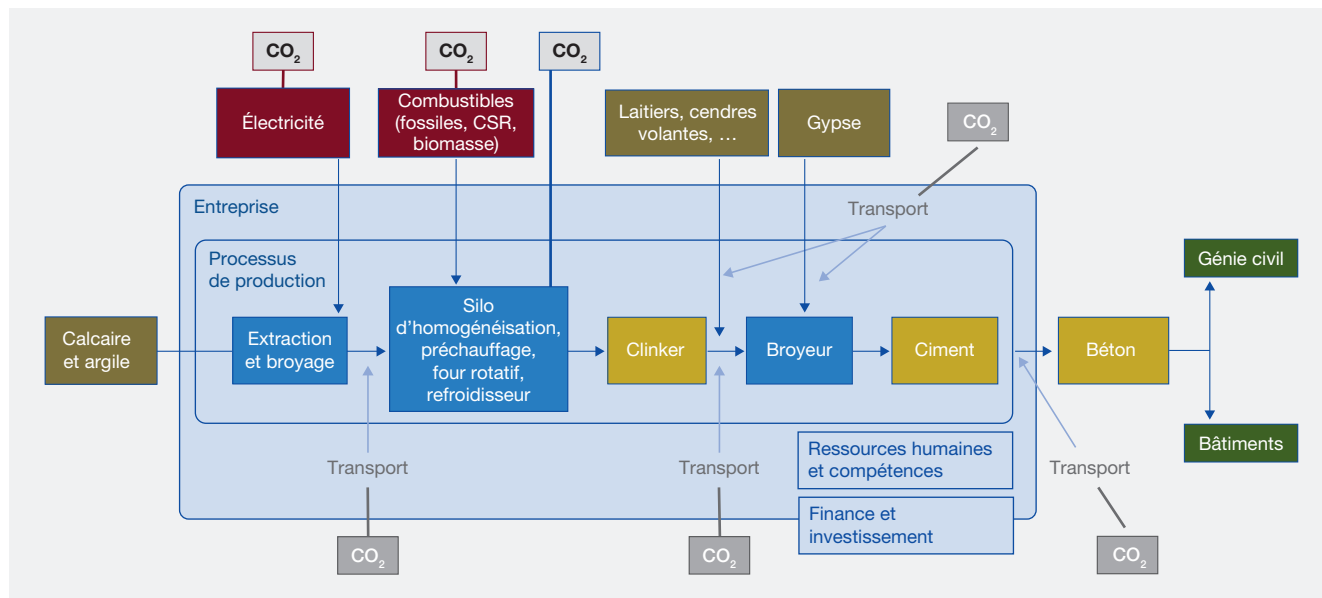 CO₂
CO₂
CO₂
Électricité
Combustibles
(fossiles, CSR,
biomasse)
Laitiers, cendres
volantes, …
Gypse
CO₂
Entreprise
Transport
Processus
de production
Calcaire
et argile
Extraction
et broyage
Silo
d'homogénéisation,
préchauffage,
four rotatif,
refroidisseur
Clinker
Broyeur
Ciment
Béton
Génie civil
Bâtiments
Transport
Transport
Ressources humaines
et compétences
Transport
Finance et
investissement
CO₂
CO₂
CO₂